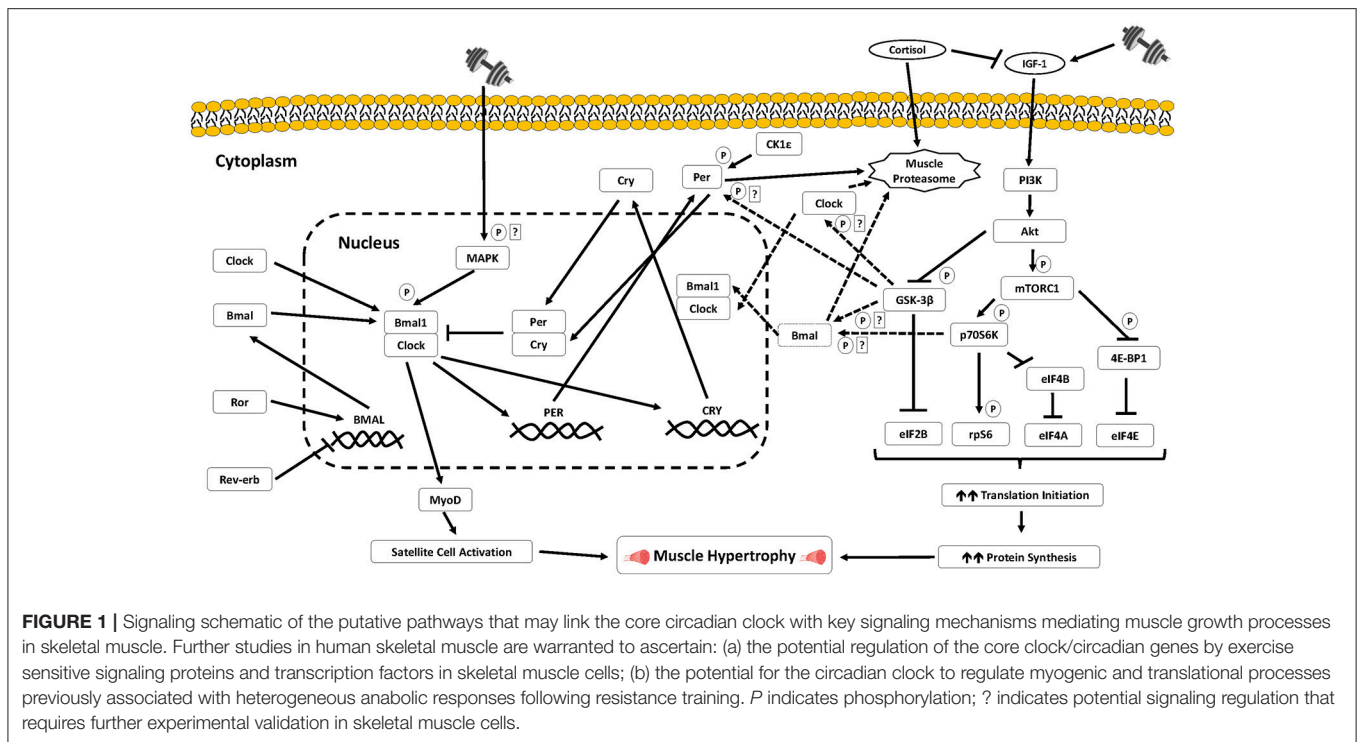 Cortisol
IGF-1
Cytoplasm
CK1ε
P
Per
Cry
P ?
Muscle
Proteasome
PI3K
Clock
P ?
Akt
Nucleus
P ?
MAPK
P
P
mTORC1
Clock
Bmal
P
Bmal1
Clock
Per
Cry
Bmal1
Clock
GSK-3β
P ?
Bmal
P ?
P
p70S6K
P
4E-BP1
eIF4B
Ror
BMAL
PER
CRY
P
eIF2B
rpS6
eIF4A
eIF4E
Rev-erb
MyoD
Translation Initiation
Satellite Cell Activation
Muscle Hypertrophy
Protein Synthesis
FIGURE 1 | Signaling schematic of the putative pathways that may link the core circadian clock with key signaling mechanisms mediating muscle growth processes
in skeletal muscle. Further studies in human skeletal muscle are warranted to ascertain: (a) the potential regulation of the core clock/circadian genes by exercise
sensitive signaling proteins and transcription factors in skeletal muscle cells; (b) the potential for the circadian clock to regulate myogenic and translational processes
previously associated with heterogeneous anabolic responses following resistance training. P indicates phosphorylation; ? indicates potential signaling regulation that
requires further experimental validation in skeletal muscle cells.